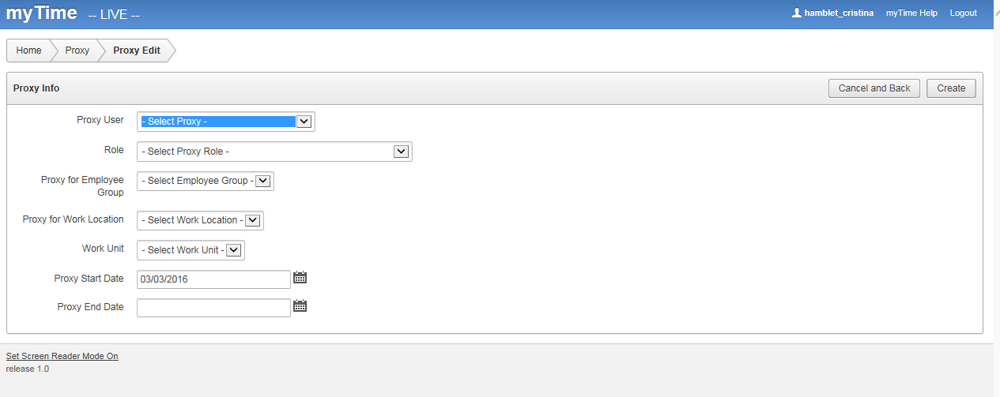 myTime -- LIVE -- hamblet_cristina myTime Help Logout
Home Proxy Proxy Edit
Proxy Info Cancel and Back Create
Proxy User - Select Proxy -
Role - Select Proxy Role -
Proxy for Employee - Select Employee Group -
Group
Proxy for Work Location - Select Work Location -
Work Unit - Select Work Unit -
Proxy Start Date 03/03/2016
Proxy End Date
Set Screen Reader Mode On
release 1.0